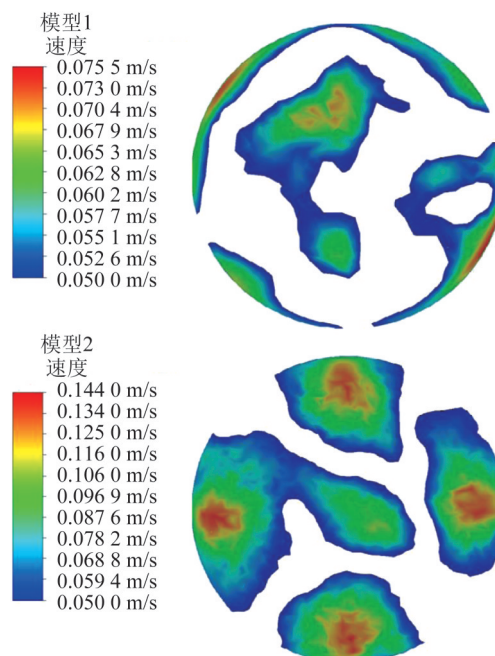 模型1
速度
0.075 5 m/s
0.073 0 m/s
0.070 4 m/s
0.067 9 m/s
0.065 3 m/s
0.062 8 m/s
0.060 2 m/s
0.057 7 m/s
0.055 1 m/s
0.052 6 m/s
0.050 0 m/s
模型2
速度
0.144 0 m/s
0.134 0 m/s
0.125 0 m/s
0.116 0 m/s
0.106 0 m/s
0.096 9 m/s
0.087 6 m/s
0.078 2 m/s
0.068 8 m/s
0.059 4 m/s
0.050 0 m/s